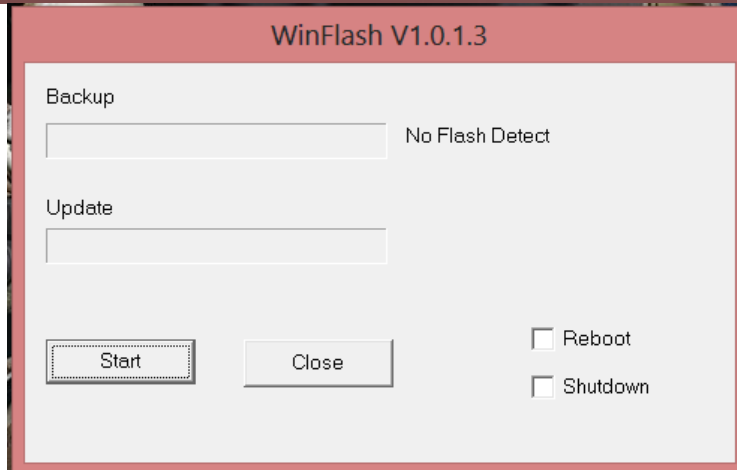 WinFlash V1.0.1.3
Backup
No Flash Detect
Update
Start
Close
Reboot
Shutdown